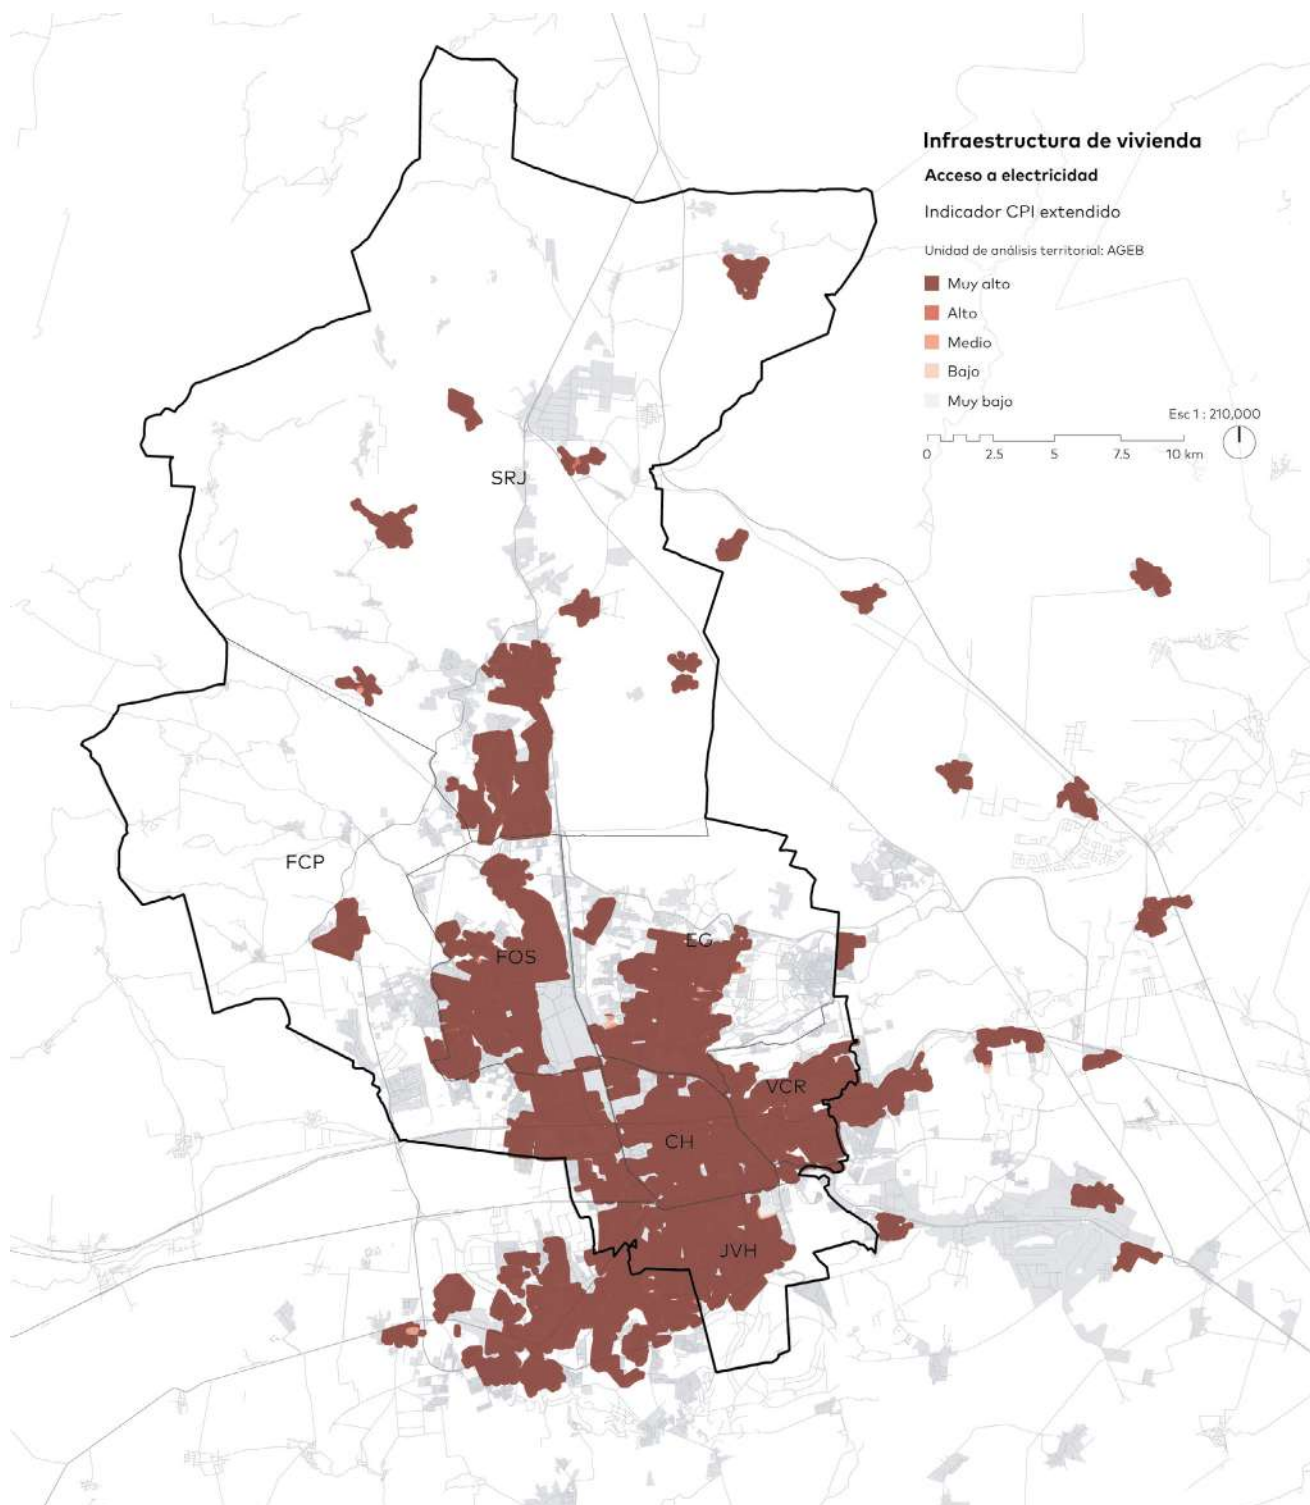 Infraestructura de vivienda
Acceso a electricidad
Indicador CPI extendido
Unidad de análisis territorial: AGEB
Muy alto
Alto
Medio
Bajo
Muy bajo
Esc 1 : 210,000
0 2.5 5 7.5 10 km
SRJ
FCP
EG
FOS
VCR
CH
JVH